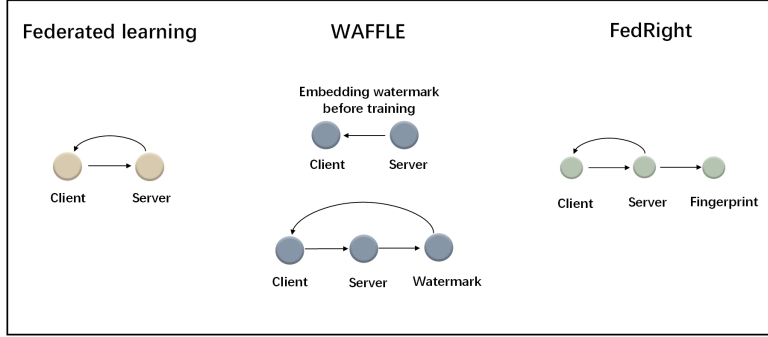 Federated learning
WAFFLE
FedRight
Embedding watermark
before training
Client
Server
Client
Server
Client
Server
Fingerprint
Client
Server
Watermark